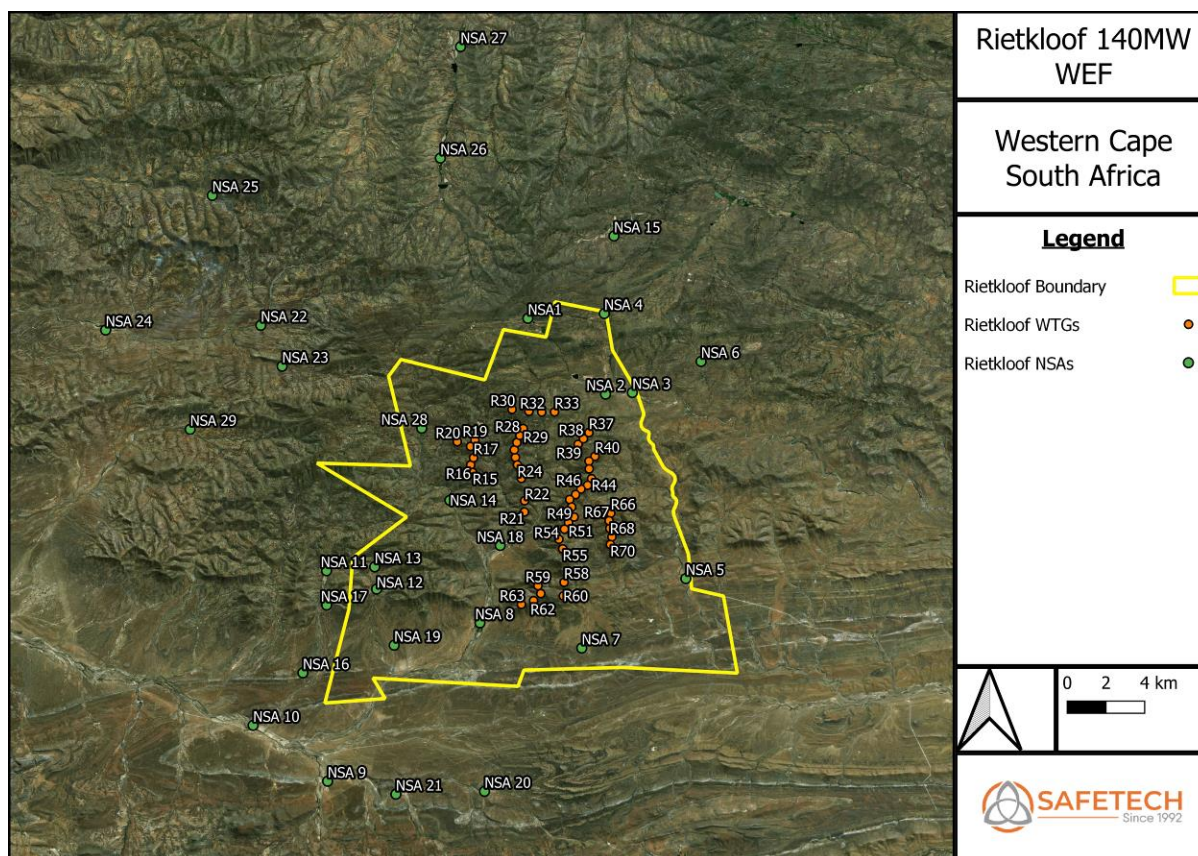 NSA 27
NSA 26
NSA 25
NSA 15
NSA1
NSA 4
NSA 24
NSA 22
NSA 23
NSA 6
NSA 2
NSA 3
R30
R32
R33
NSA 29
NSA 28
R20
R19
R28
R29
R38
R37
R17
R39
R40
R16
R15
R24
R46
R44
NSA 14
R22
R21
R49
R67
R66
R54
R51
R68
NSA 18
R55
R70
NSA 11
NSA 13
NSA 5
NSA 12
R59
R58
NSA 17
R63
R62
R60
NSA 8
NSA 19
NSA 7
NSA 16
NSA 10
NSA 9
NSA 21
NSA 20
Rietkloof 140MW
WEF
Western Cape
South Africa
Legend
Rietkloof Boundary
Rietkloof WTGs
Rietkloof NSAs
0 2 4 km
SAFETECH
Since 1992